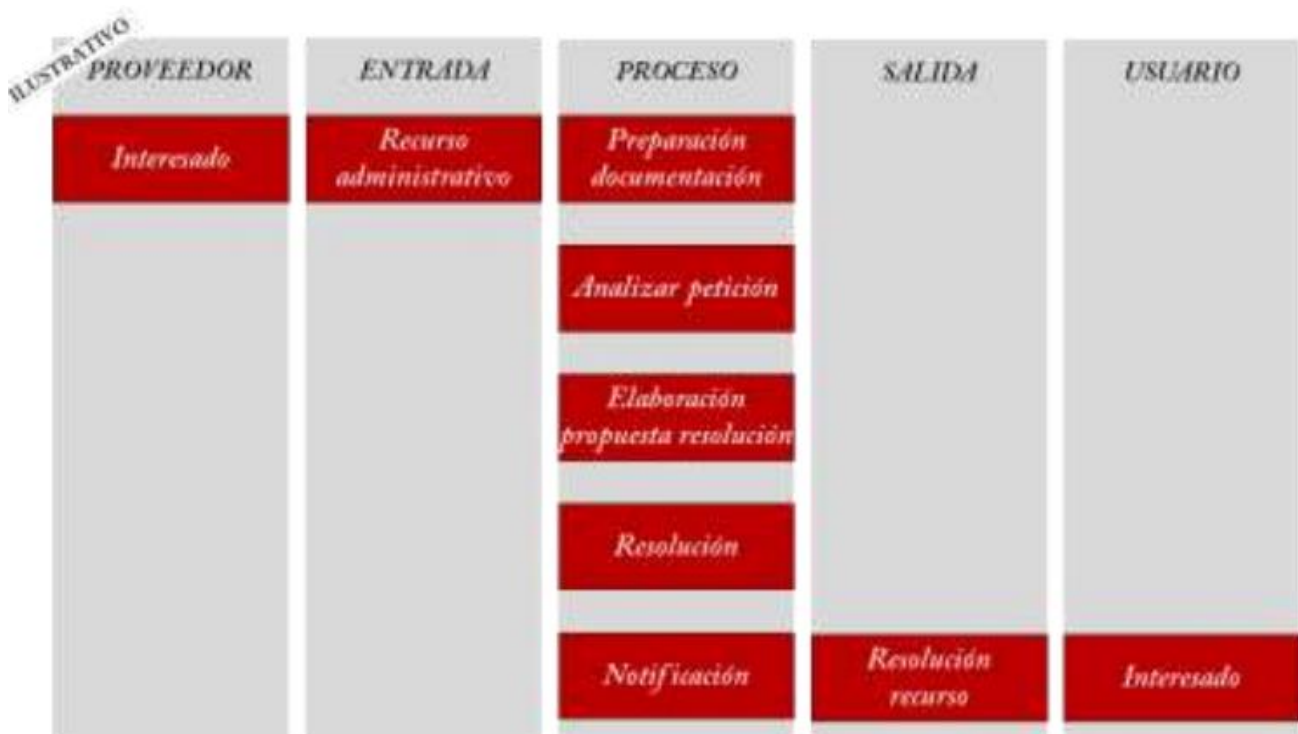 ILUSTRATIVO
PROVEEDOR
ENTRADA
PROCESO
SALIDA
USUARIO
Interesado
Recurso
administrativo
Preparación
documentación
Analizar petición
Elaboración
propuesta resolución
Resolución
Notificación
Resolución
recurso
Interesado